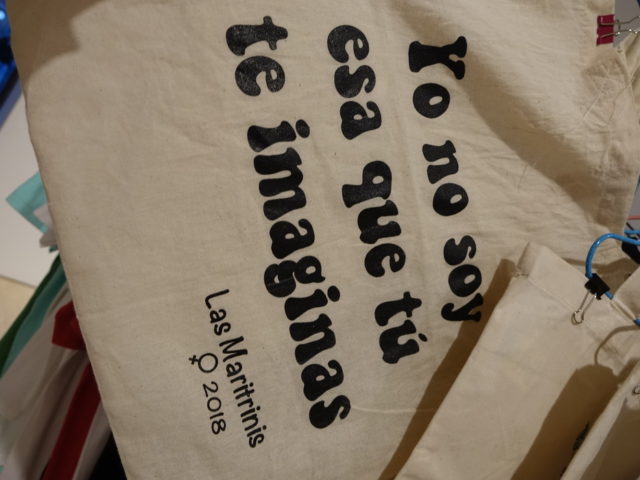 Yo no soy
esa que tú
te imaginas
Las Maritrinis
♀ 2018